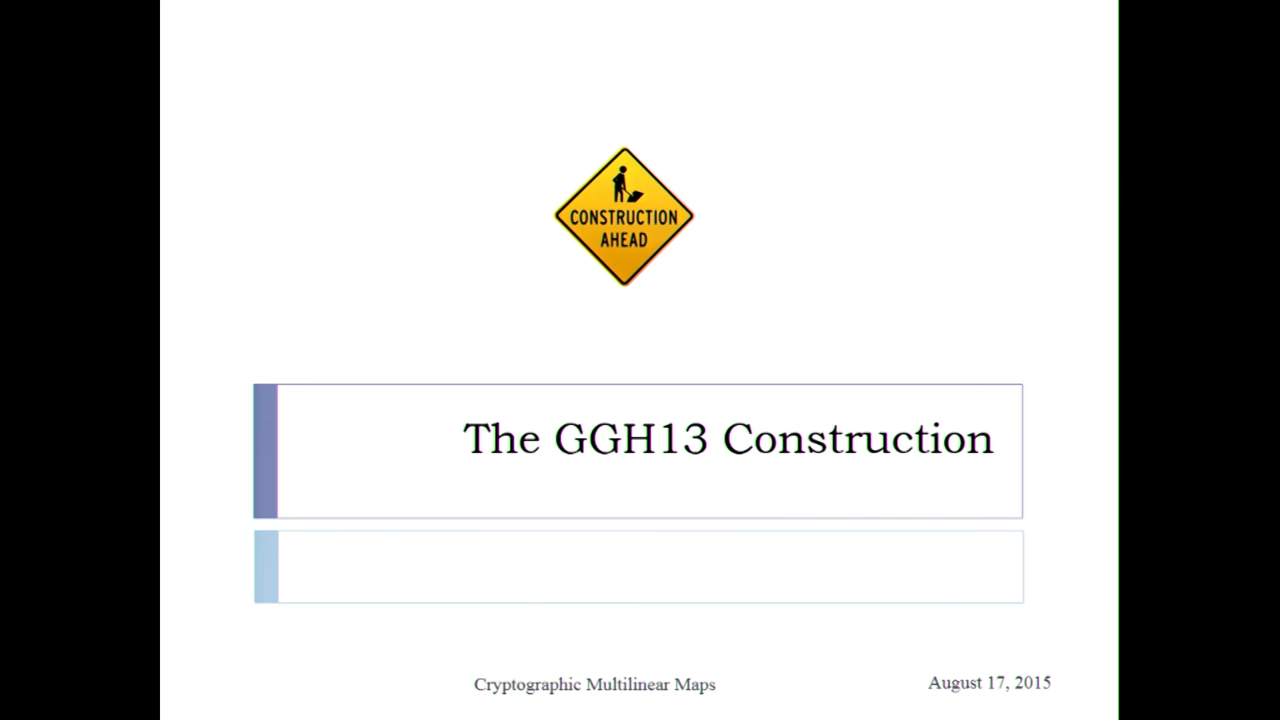 CONSTRUCTION
AHEAD
The GGH13 Construction
Cryptographic Multilinear Maps
August 17, 2015